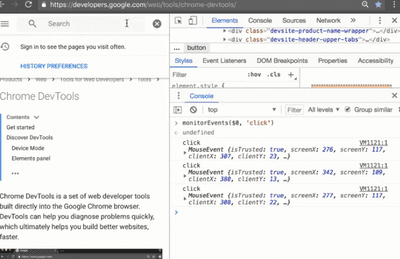 https://developers.google.com/web/tools/chrome-devtools/
Search
Sign in to see the pages you visit often.
HISTORY PREFERENCES
Products > Web > Tools for Web Developers > Tools
Chrome DevTools
Contents
Get started
Discover DevTools
Device Mode
Elements panel
Chrome DevTools is a set of web developer tools
built directly into the Google Chrome browser.
DevTools can help you diagnose problems quickly,
which ultimately helps you build better websites,
faster.
Elements
<div class="devsite-product-name-wrapper">…</div>
<div class="devsite-header-upper-tabs">…</div>
... button
Styles Event Listeners DOM Breakpoints Properties Accessibility
Filter :hov .cls +
element.style {
Console
top Filter All levels Group similar
> monitorEvents($0, 'click')
undefined
click VM1121:1
MouseEvent {isTrusted: true, screenX: 276, screenY: 117,
clientX: 307, clientY: 23, …}
click VM1121:1
MouseEvent {isTrusted: true, screenX: 342, screenY: 109,
clientX: 380, clientY: 13, …}
click VM1121:1
MouseEvent {isTrusted: true, screenX: 277, screenY: 117,
clientX: 308, clientY: 22, …}
>